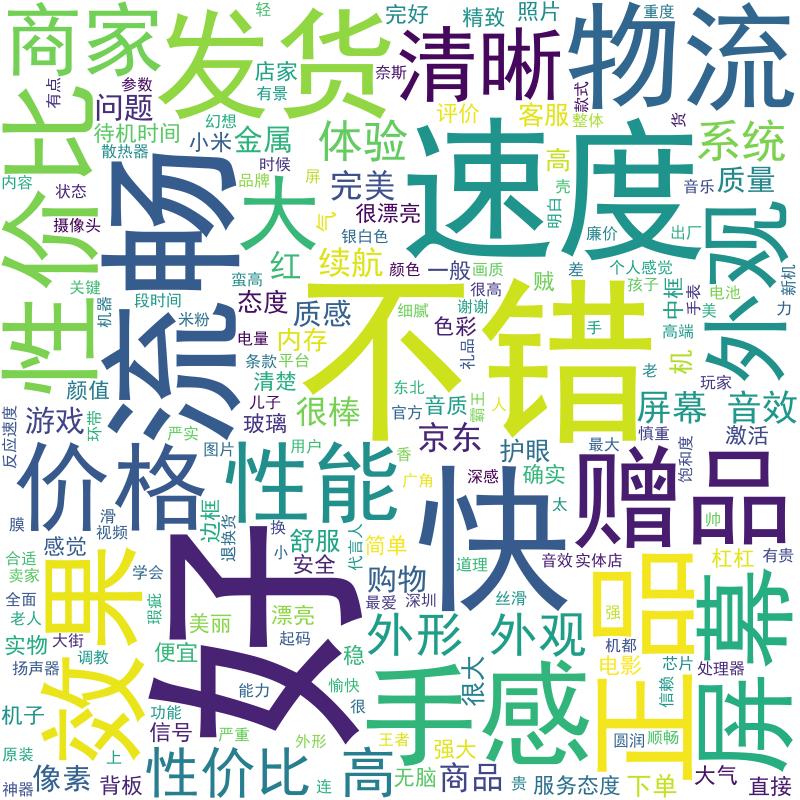 商家
发货
清晰
物流
轻
完好
精致
照片
店家
奈斯
有点
参数
有景
问题
评价
客服
款式
整体
货
性价比
待机时间
幻想
小米
金属
体验
高
系统
散热器
时候
流畅
大
完美
速度
内容
状态
品牌
屏
气
很漂亮
明白
壳
音乐
质量
摄像头
银白色
廉价
出厂
外观
红
续航
颜色
一般
画质
贼
差
个人感觉
新机
关键
蛮高
很高
孩子
中框
手表
电池
机器
段时间
态度
质感
不错
细腻
谢谢
美
力
米粉
色彩
手
高端
电量
内存
礼品
机
老
条款
平台
颜值
清楚
东北
霸王
玩家
反应速度
游戏
环带
儿子
很棒
官方
音质
人
屏幕
音效
严实
玻璃
京东
护眼
最大
慎重
激活
价格
图片
性能
用户
香
快
赠品
饱和度
广角
深感
确实
太
膜
滑
视频
边框
退换货
换
代言人
帅
合适
感觉
好
小
舒服
简单
道理
音效
实体店
正品
杠杠
有贵
卖家
效果
学会
安全
购物
屏幕
全面
瑕疵
最爱
深圳
丝滑
强
老人
美丽
漂亮
外形
外观
实物
大街
起码
机都
调教
便宜
稳
手感
很大
电影
芯片
扬声器
能力
愉快
信赖
处理器
机子
功能
很
信号
严重
外形
王者
强大
圆润
顺畅
原装
上
像素
背板
性价比
连
高
无脑
商品
贵
服务态度
下单
大气
直接
神器